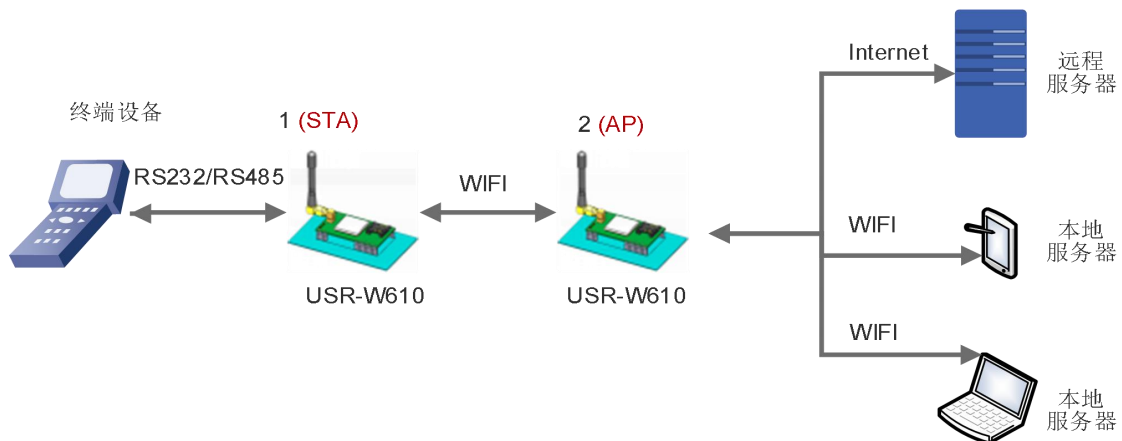 终端设备
RS232/RS485
1 (STA)
USR-W610
WIFI
2 (AP)
USR-W610
Internet
远程
服务器
WIFI
本地
服务器
WIFI
本地
服务器